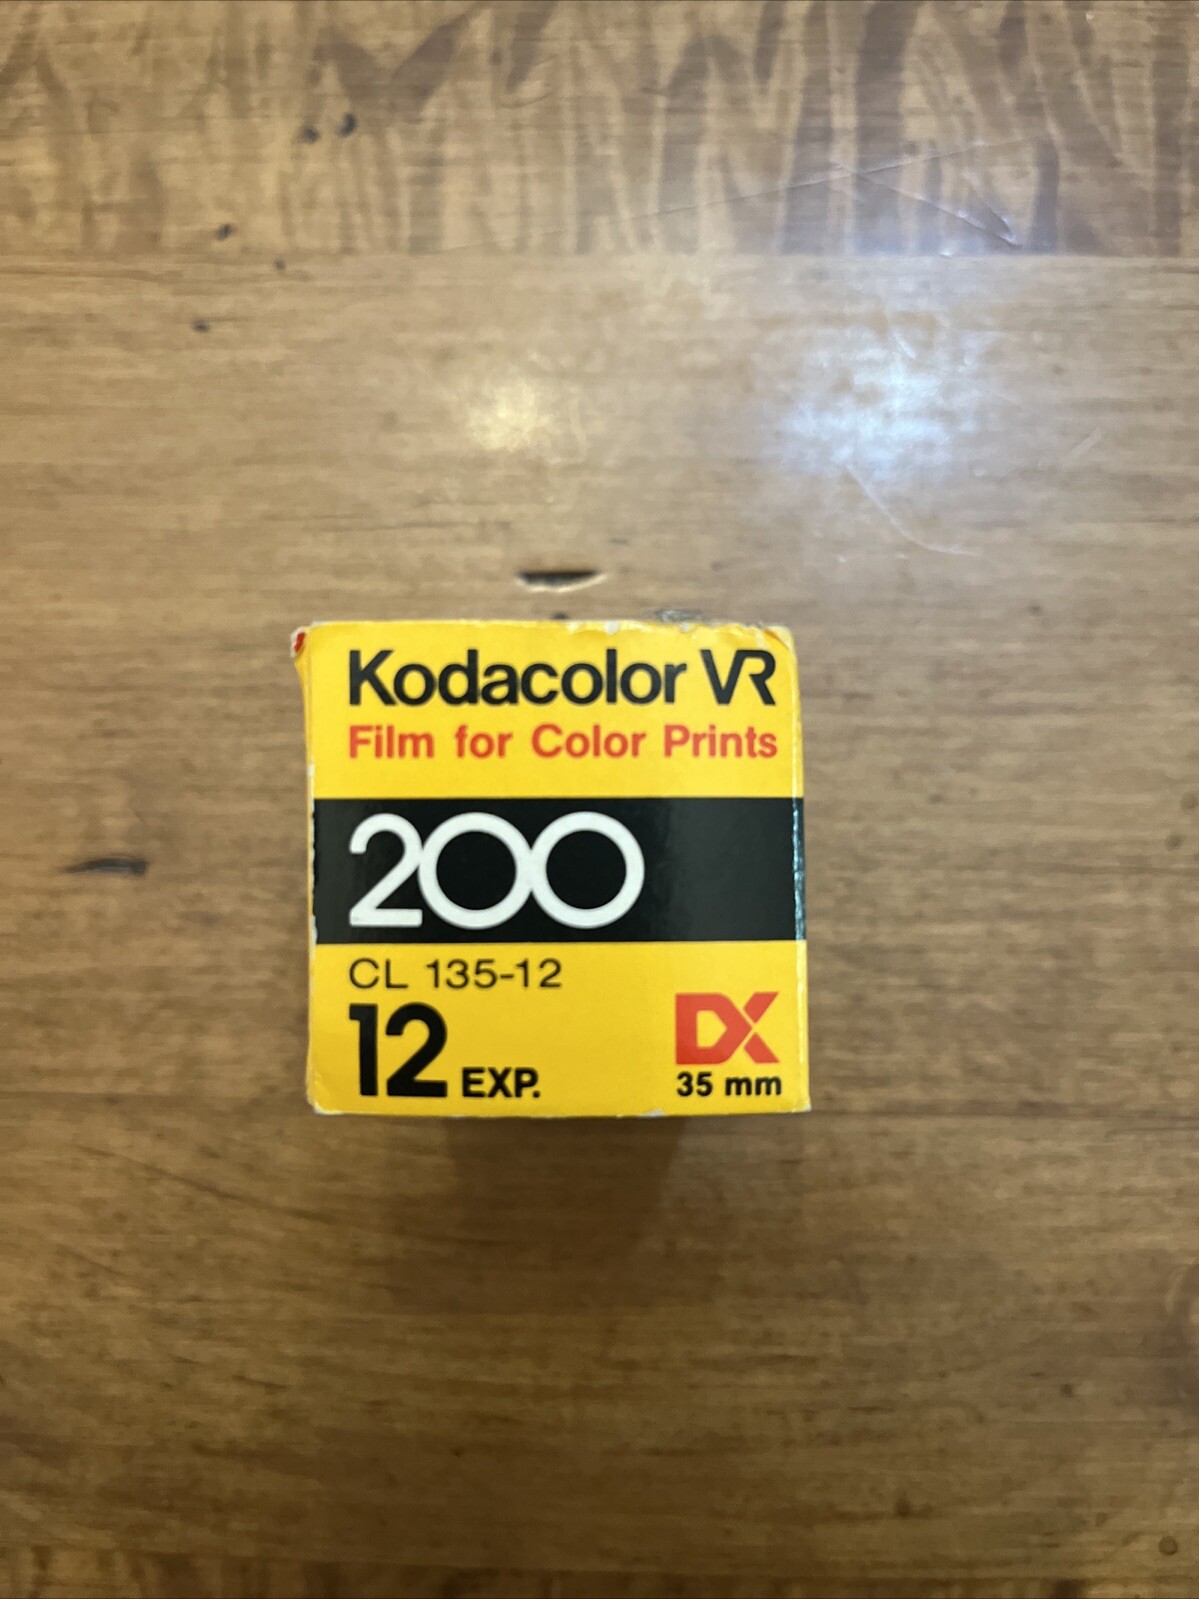 Kodacolor VR
Film for Color Prints
200
CL 135-12
12 EXP.
DX
35 mm